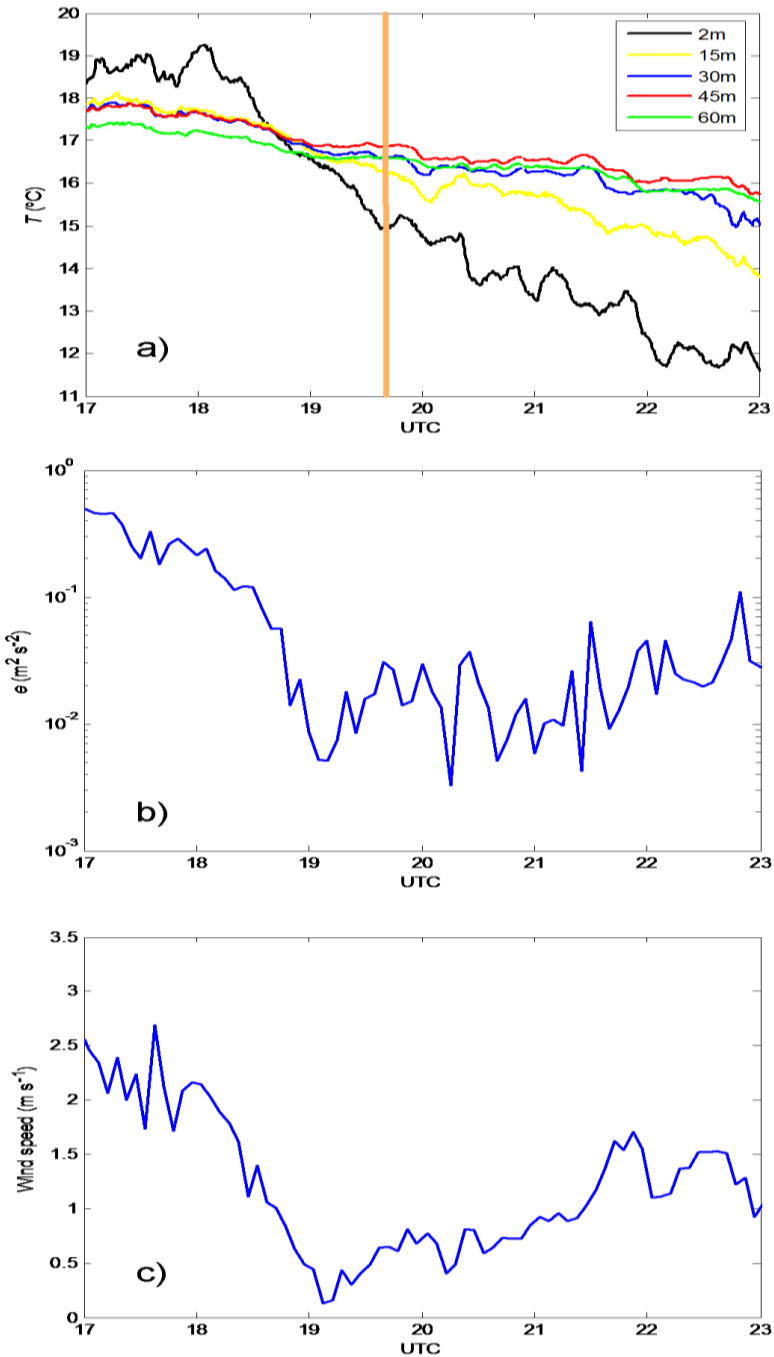 20
19
18
17
16
15
14
13
12
11
T (ºC)
2m
15m
30m
45m
60m
a)
17 18 19 20 21 22 23
UTC
10⁰
10⁻¹
10⁻²
10⁻³
e (m² s⁻²)
b)
17 18 19 20 21 22 23
UTC
3.5
3
2.5
2
1.5
1
0.5
0
Wind speed (m s⁻¹)
c)
17 18 19 20 21 22 23
UTC